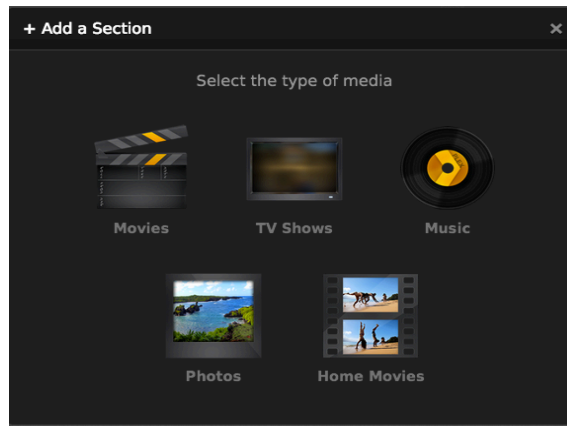 + Add a Section
×
Select the type of media
Movies
TV Shows
Music
Photos
Home Movies